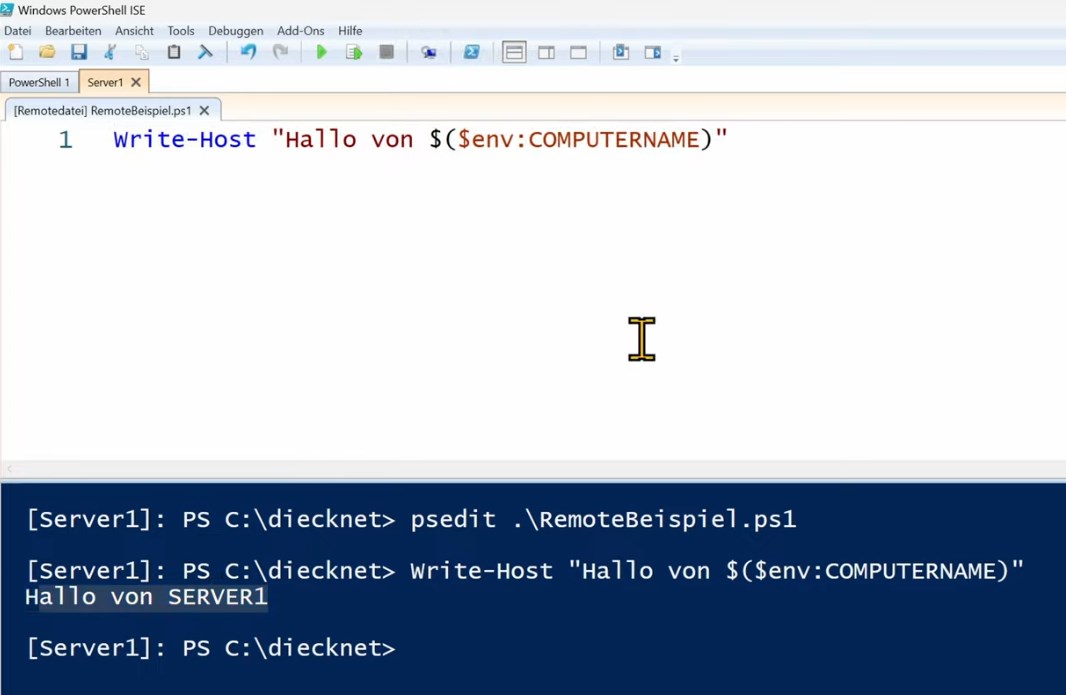 Windows PowerShell ISE
Datei Bearbeiten Ansicht Tools Debuggen Add-Ons Hilfe
PowerShell 1 Server1
[Remotedatei] RemoteBeispiel.ps1
1 Write-Host "Hallo von $($env:COMPUTERNAME)"
[Server1]: PS C:\diecknet> psedit .\RemoteBeispiel.ps1
[Server1]: PS C:\diecknet> Write-Host "Hallo von $($env:COMPUTERNAME)"
Hallo von SERVER1
[Server1]: PS C:\diecknet>